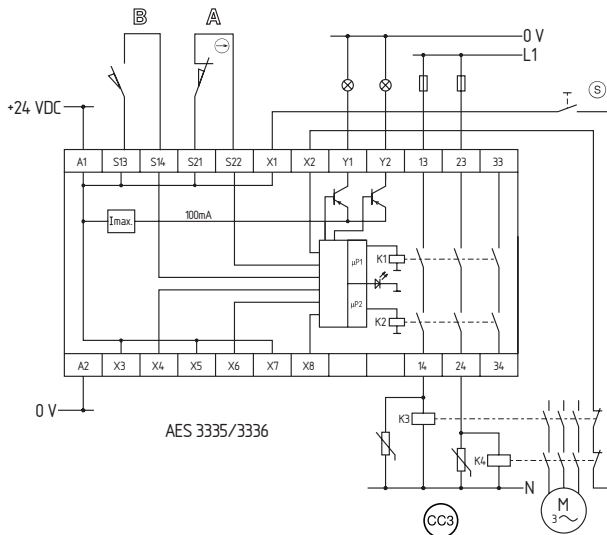 B A
0 V
L1
+24 VDC
S
A1 S13 S14 S21 S22 X1 X2 Y1 Y2 13 23 33
Imax.
100mA
µP1
K1
µP2
K2
A2 X3 X4 X5 X6 X7 X8 14 24 34
0 V
AES 3335/3336
K3
K4
N
M
3
CC3